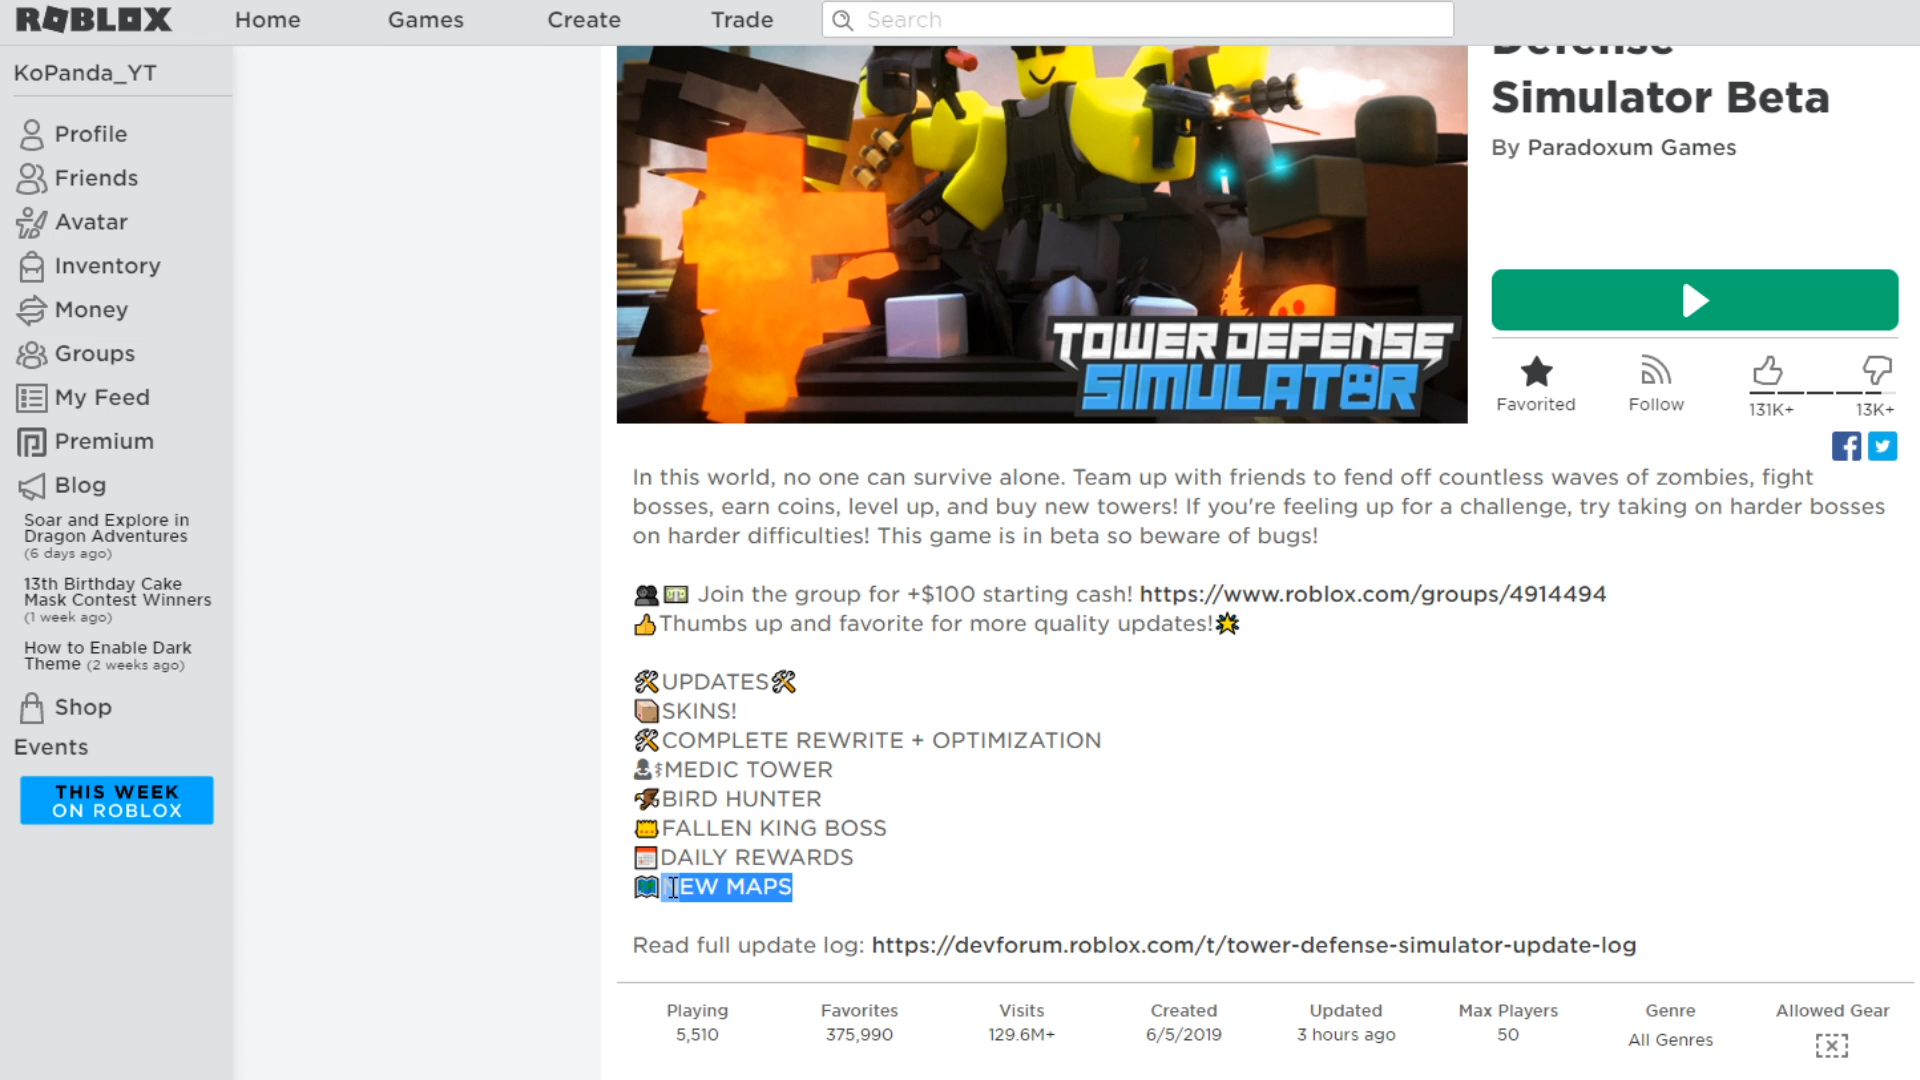 ROBLOX
Home
Games
Create
Trade
Search
KoPanda_YT
Profile
Friends
Avatar
Inventory
Money
Groups
My Feed
Premium
Blog
Soar and Explore in
Dragon Adventures
(6 days ago)
13th Birthday Cake
Mask Contest Winners
(1 week ago)
How to Enable Dark
Theme (2 weeks ago)
Shop
Events
THIS WEEK
ON ROBLOX
TOWER DEFENSE
SIMULATOR
Defense
Simulator Beta
By Paradoxum Games
Favorited
Follow
131K+
13K+
In this world, no one can survive alone. Team up with friends to fend off countless waves of zombies, fight
bosses, earn coins, level up, and buy new towers! If you're feeling up for a challenge, try taking on harder bosses
on harder difficulties! This game is in beta so beware of bugs!
Join the group for +$100 starting cash! https://www.roblox.com/groups/4914494
Thumbs up and favorite for more quality updates!
UPDATES
SKINS!
COMPLETE REWRITE + OPTIMIZATION
MEDIC TOWER
BIRD HUNTER
FALLEN KING BOSS
DAILY REWARDS
NEW MAPS
Read full update log: https://devforum.roblox.com/t/tower-defense-simulator-update-log
Playing
5,510
Favorites
375,990
Visits
129.6M+
Created
6/5/2019
Updated
3 hours ago
Max Players
50
Genre
All Genres
Allowed Gear